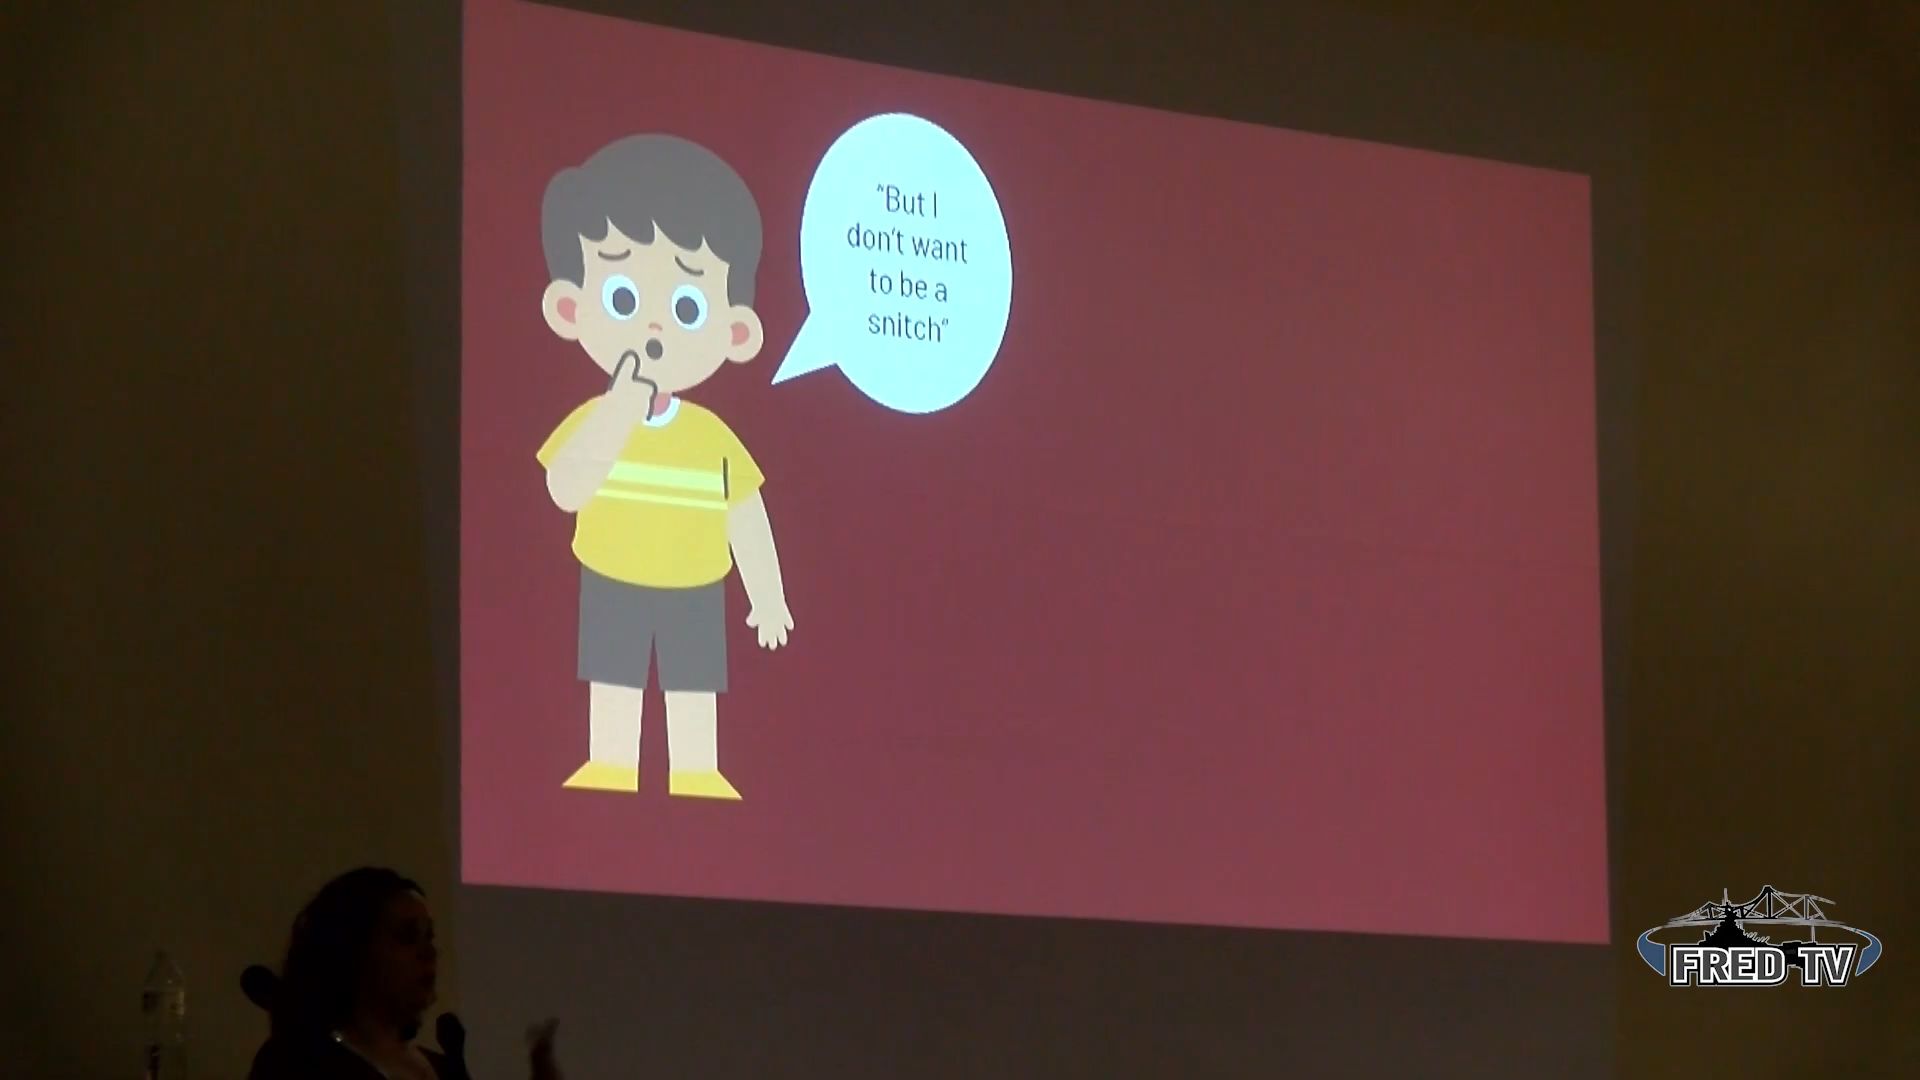 “But I
don't want
to be a
snitch”
FRED TV